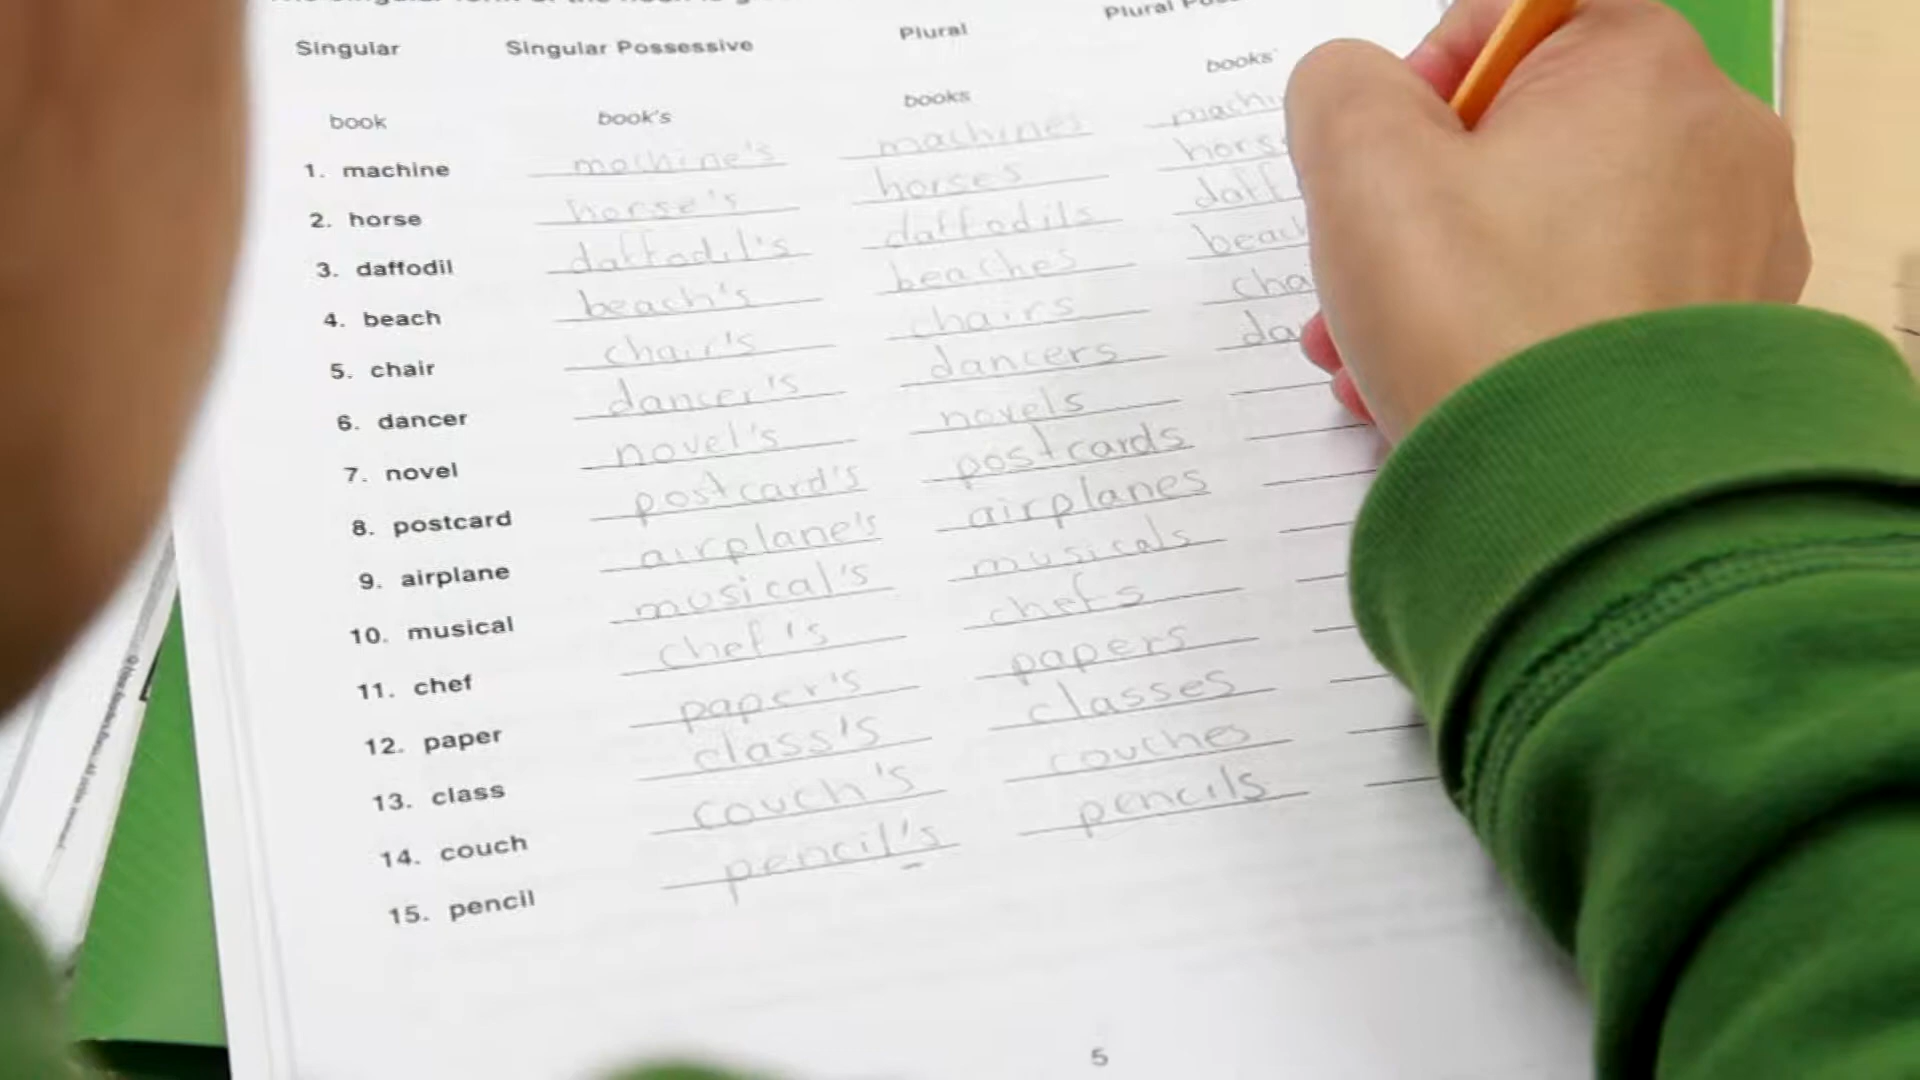 Singular Singular Possessive Plural Plural
book book's books books'
1. machine machine's machines
2. horse horse's horses
3. daffodil daffodil's daffodils
4. beach beach's beaches
5. chair chair's chairs
6. dancer dancer's dancers
7. novel novel's novels
8. postcard postcard's postcards
9. airplane airplane's airplanes
10. musical musical's musicals
11. chef chef's chefs
12. paper paper's papers
13. class class's classes
14. couch couch's couches
15. pencil pencil's pencils
5